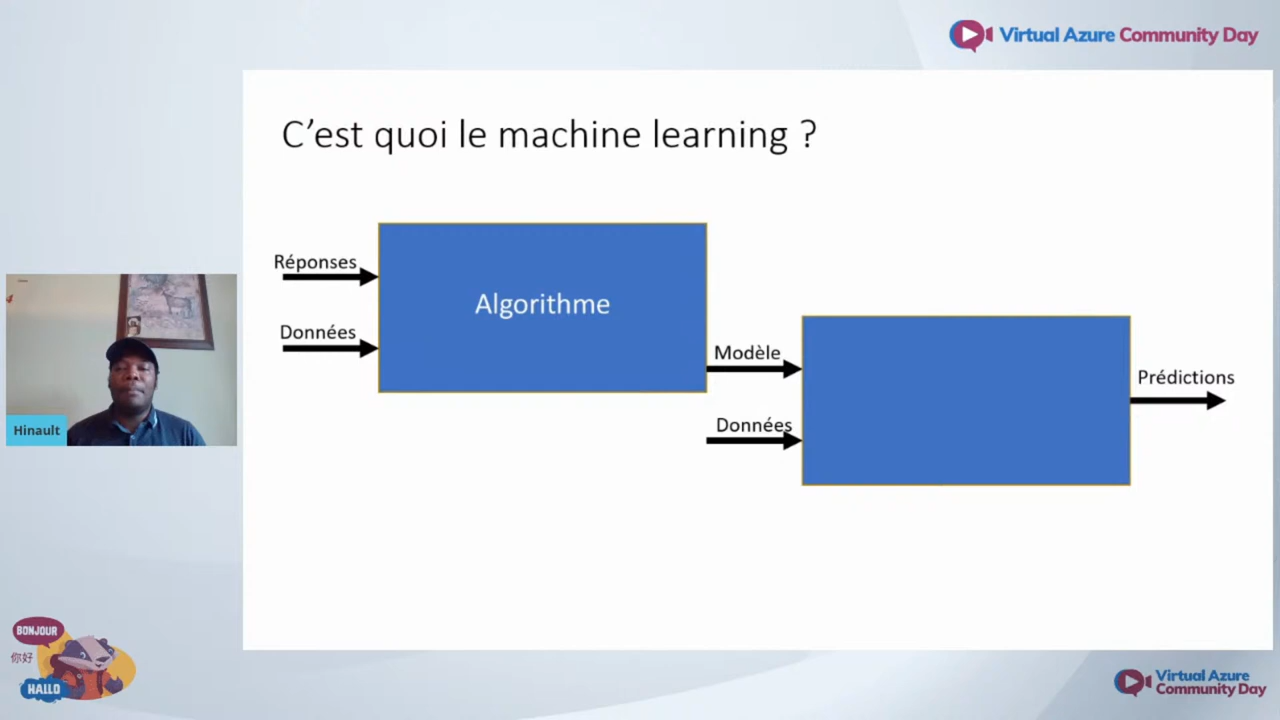 Virtual Azure Community Day
C’est quoi le machine learning ?
Réponses
Données
Algorithme
Modèle
Données
Prédictions
Hinault
BONJOUR
你好
HALLO
Virtual Azure
Community Day